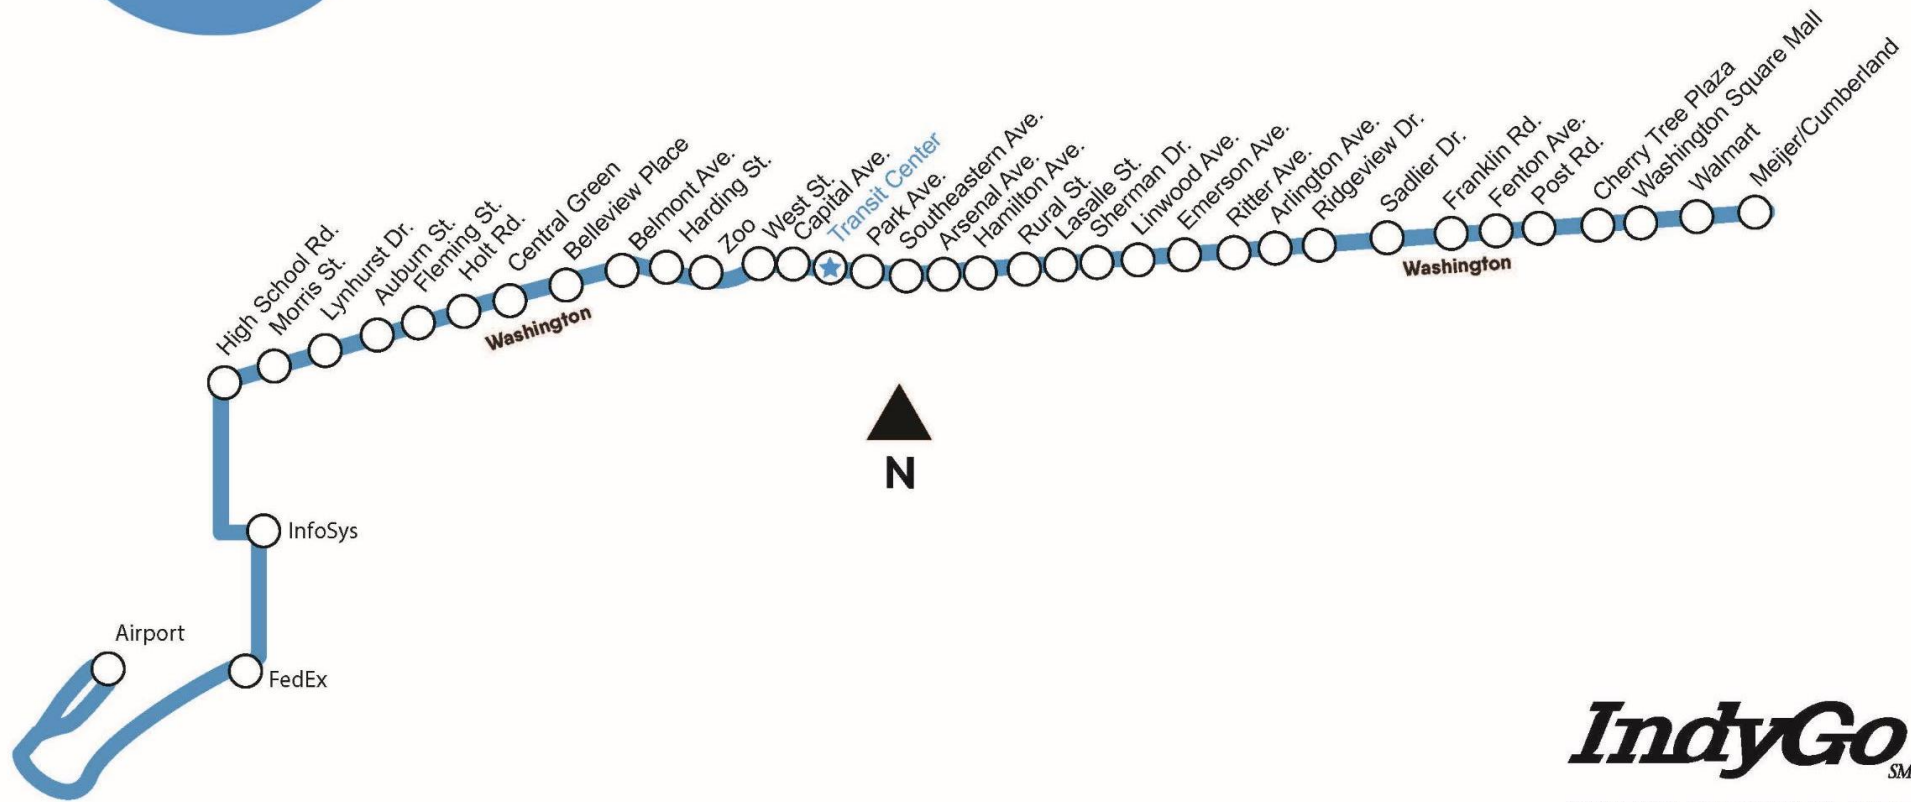 High School Rd.
Morris St.
Lynhurst Dr.
Auburn St.
Fleming St.
Holt Rd.
Central Green
Belleview Place
Belmont Ave.
Harding St.
Zoo
West St.
Capital Ave.
Transit Center
Park Ave.
Southeastern Ave.
Arsenal Ave.
Hamilton Ave.
Rural St.
Lasalle St.
Sherman Dr.
Linwood Ave.
Emerson Ave.
Ritter Ave.
Arlington Ave.
Ridgeview Dr.
Sadlier Dr.
Franklin Rd.
Fenton Ave.
Post Rd.
Cherry Tree Plaza
Washington Square Mall
Walmart
Meijer/Cumberland
Washington
Washington
N
InfoSys
Airport
FedEx
IndyGo SM